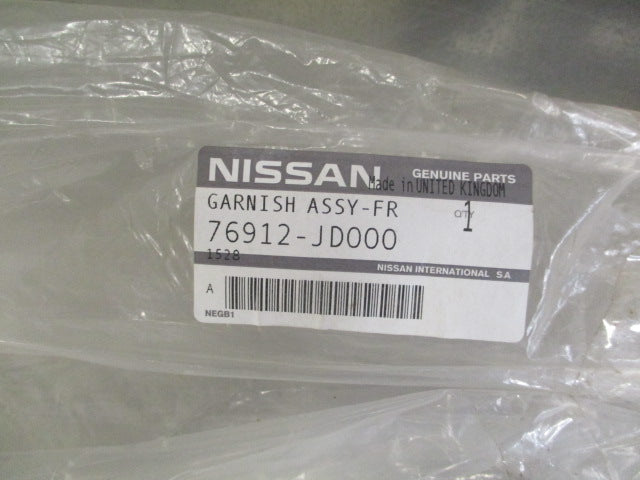 NISSAN GENUINE PARTS
Made in UNITED KINGDOM
GARNISH ASSY-FR QTY 1
76912-JD000
1528
NISSAN INTERNATIONAL SA
A
NEGB1